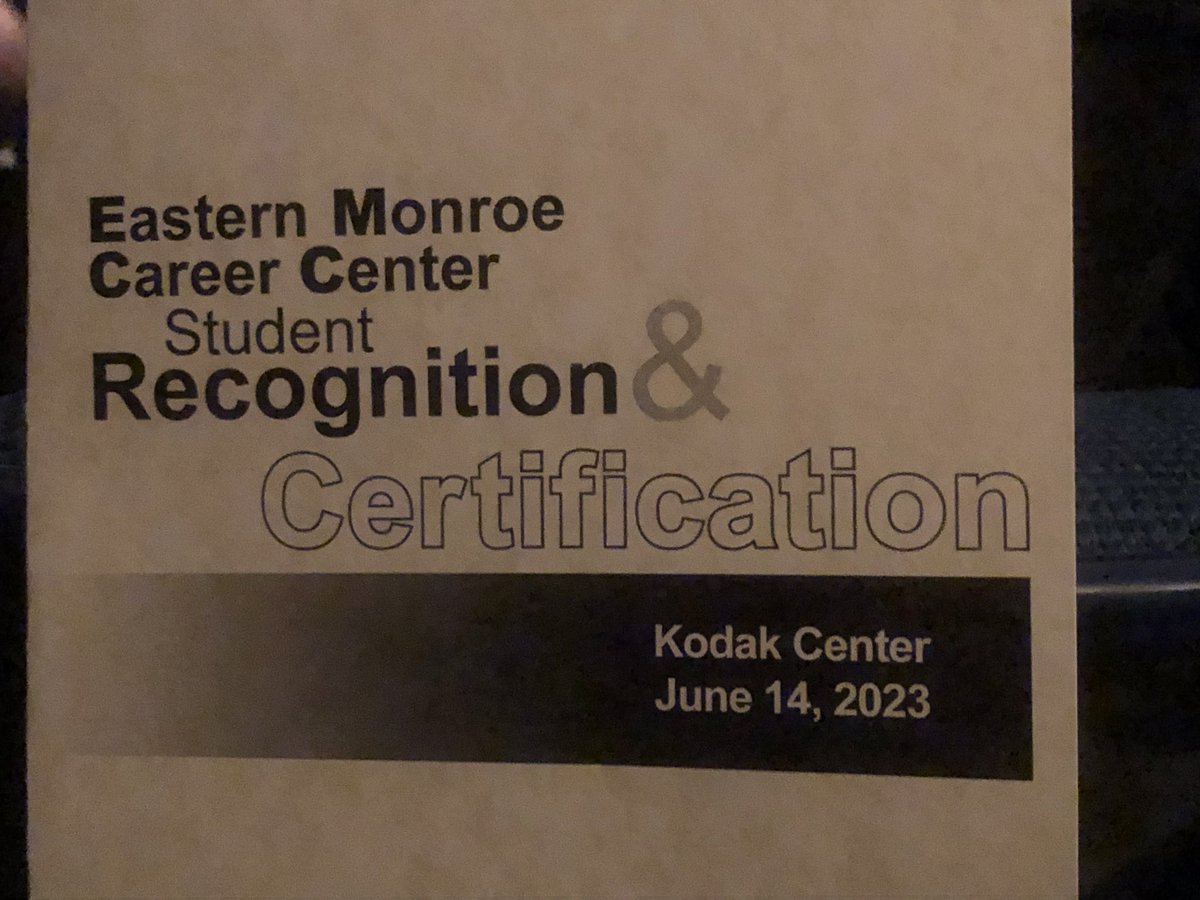 Eastern Monroe
Career Center
Student
Recognition &
Certification
Kodak Center
June 14, 2023